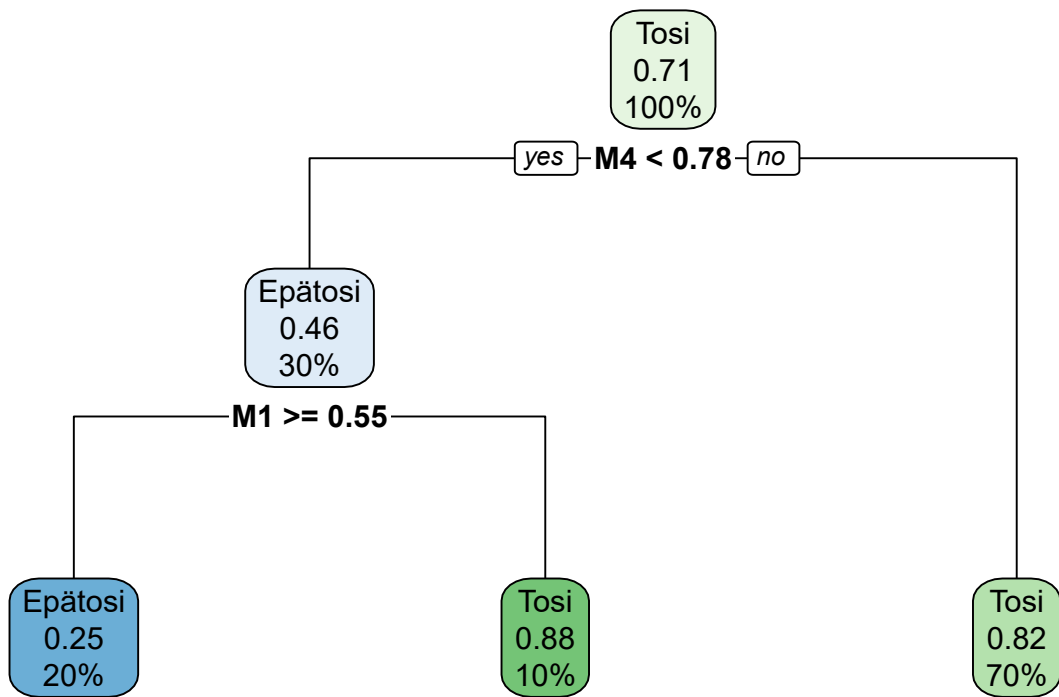 Tosi
0.71
100%
yes M4 < 0.78 no
Epätosi
0.46
30%
M1 >= 0.55
Epätosi
0.25
20%
Tosi
0.88
10%
Tosi
0.82
70%